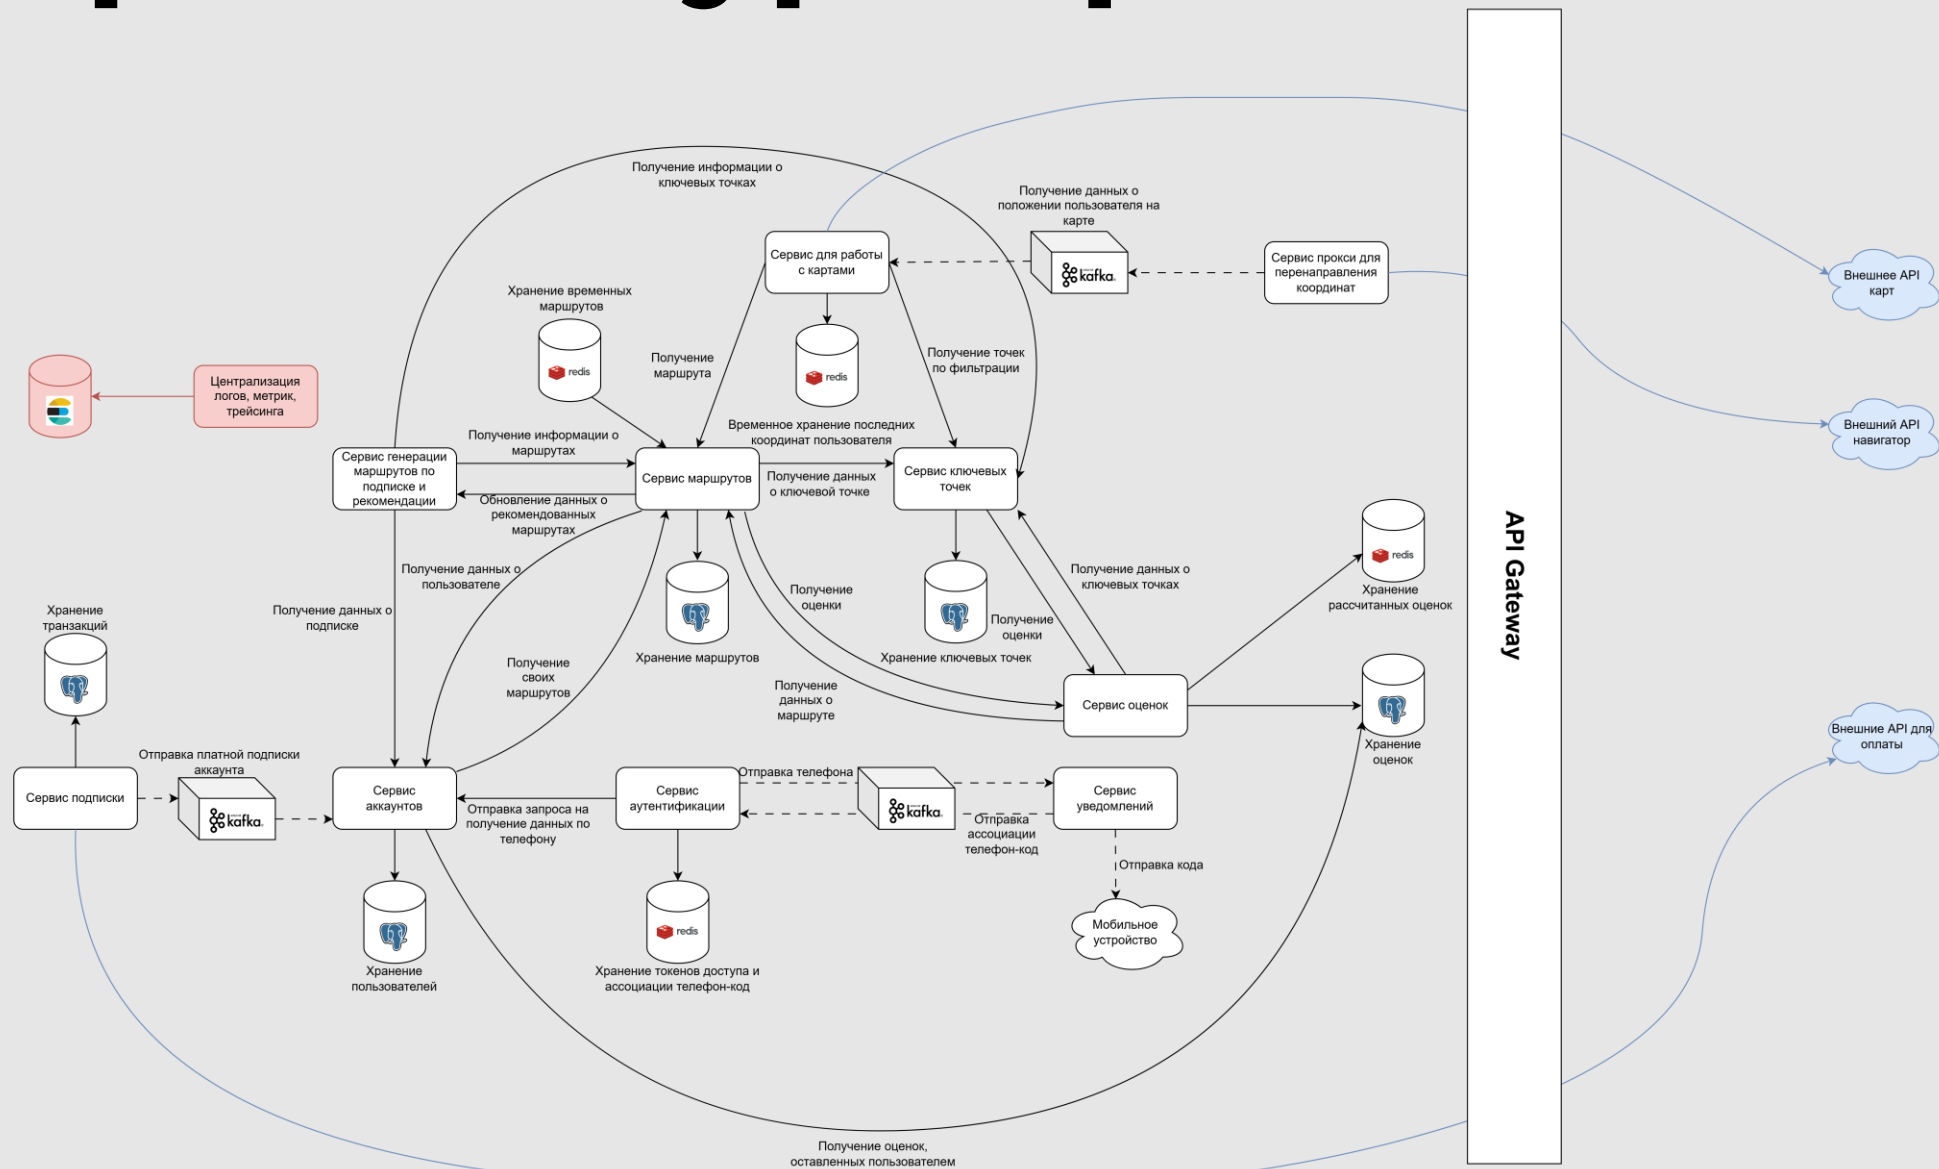 Получение информации о
ключевых точках
Получение данных о
положении пользователя на
карте
Сервис для работы
с картами
kafka.
Сервис прокси для
перенаправления
координат
Внешнее API
карт
Хранение временных
маршрутов
redis
redis
Получение
маршрута
Получение точек
по фильтрации
Централизация
логов, метрик,
трейсинга
Временное хранение последних
координат пользователя
Внешний API
навигатор
Получение информации о
маршрутах
Сервис генерации
маршрутов по
подписке и
рекомендации
Сервис маршрутов
Получение данных
о ключевой точке
Сервис ключевых
точек
Обновление данных о
рекомендованных
маршрутах
API Gateway
redis
Хранение
рассчитанных оценок
Получение данных о
пользователе
Получение данных о
подписке
Получение
оценки
Получение данных о
ключевых точках
Получение
оценки
Хранение
транзакций
Хранение маршрутов
Хранение ключевых точек
Получение
своих
маршрутов
Получение
данных о
маршруте
Сервис оценок
Хранение
оценок
Внешние API для
оплаты
Отправка платной подписки
аккаунта
Сервис подписки
kafka.
Сервис
аккаунтов
Отправка запроса на
получение данных по
телефону
Сервис
аутентификации
Отправка телефона
kafka.
Отправка
ассоциации
телефон-код
Сервис
уведомлений
Отправка кода
Мобильное
устройство
Хранение
пользователей
redis
Хранение токенов доступа и
ассоциации телефон-код
Получение оценок,
оставленных пользователем